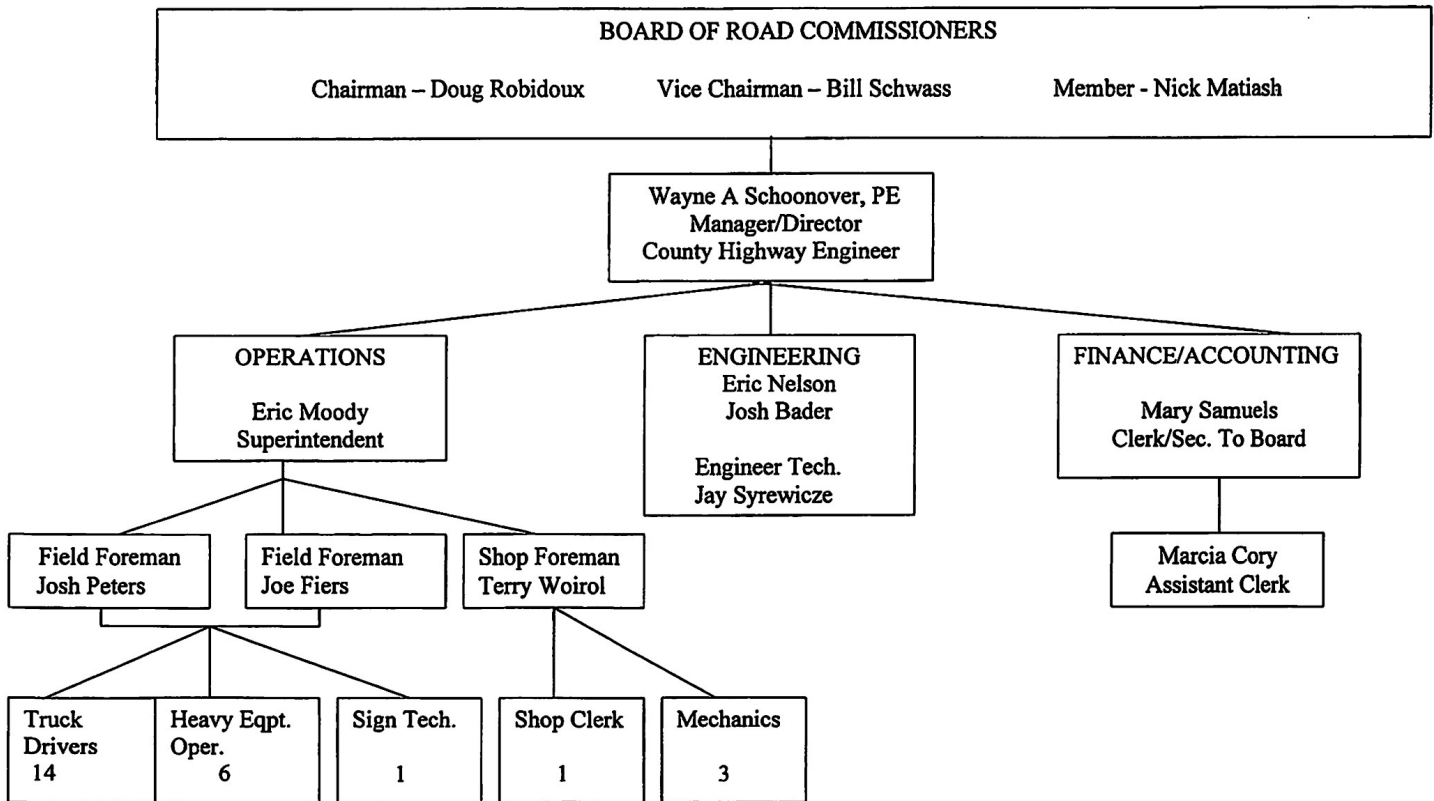 BOARD OF ROAD COMMISSIONERS
Chairman – Doug Robidoux Vice Chairman – Bill Schwass Member - Nick Matiash
Wayne A Schoonover, PE
Manager/Director
County Highway Engineer
OPERATIONS
Eric Moody
Superintendent
ENGINEERING
Eric Nelson
Josh Bader
Engineer Tech.
Jay Syrewicze
FINANCE/ACCOUNTING
Mary Samuels
Clerk/Sec. To Board
Field Foreman
Josh Peters
Field Foreman
Joe Fiers
Shop Foreman
Terry Woirol
Marcia Cory
Assistant Clerk
Truck
Drivers
14
Heavy Eqpt.
Oper.
6
Sign Tech.
1
Shop Clerk
1
Mechanics
3